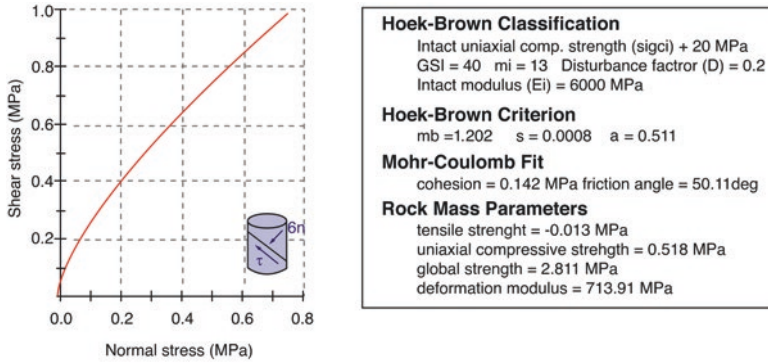 1.0
0.8
0.6
0.4
0.2
Shear stress (MPa)
6n
τ
0.0 0.2 0.4 0.6 0.8
Normal stress (MPa)
Hoek-Brown Classification
Intact uniaxial comp. strength (sigci) + 20 MPa
GSI = 40 mi = 13 Disturbance factror (D) = 0.2
Intact modulus (Ei) = 6000 MPa
Hoek-Brown Criterion
mb =1.202 s = 0.0008 a = 0.511
Mohr-Coulomb Fit
cohesion = 0.142 MPa friction angle = 50.11deg
Rock Mass Parameters
tensile strenght = -0.013 MPa
uniaxial compressive strehgth = 0.518 MPa
global strength = 2.811 MPa
deformation modulus = 713.91 MPa